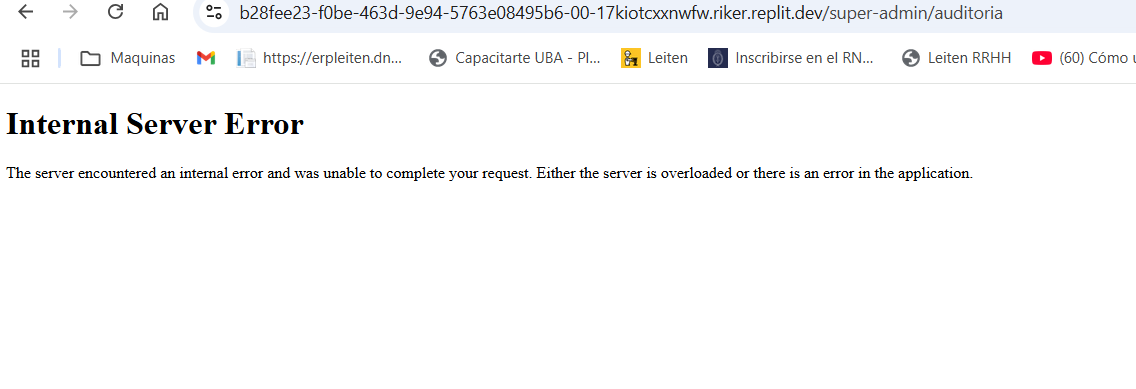 b28fee23-f0be-463d-9e94-5763e08495b6-00-17kiotcxxnwfw.riker.replit.dev/super-admin/auditoria
Maquinas https://erpleiten.dn... Capacitarte UBA - Pl... Leiten Inscribirse en el RN... Leiten RRHH (60) Cómo u
Internal Server Error
The server encountered an internal error and was unable to complete your request. Either the server is overloaded or there is an error in the application.